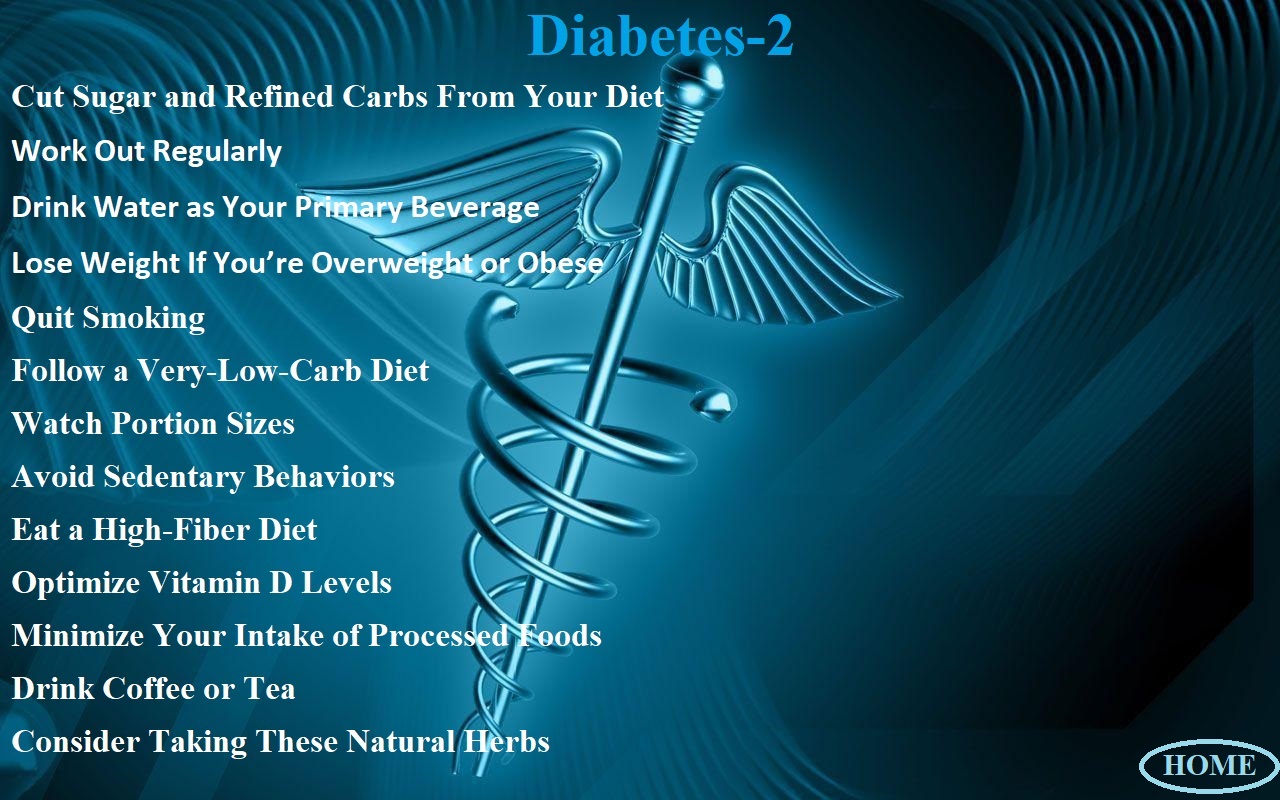 Diabetes-2
Cut Sugar and Refined Carbs From Your Diet
Work Out Regularly
Drink Water as Your Primary Beverage
Lose Weight If You’re Overweight or Obese
Quit Smoking
Follow a Very-Low-Carb Diet
Watch Portion Sizes
Avoid Sedentary Behaviors
Eat a High-Fiber Diet
Optimize Vitamin D Levels
Minimize Your Intake of Processed Foods
Drink Coffee or Tea
Consider Taking These Natural Herbs
HOME